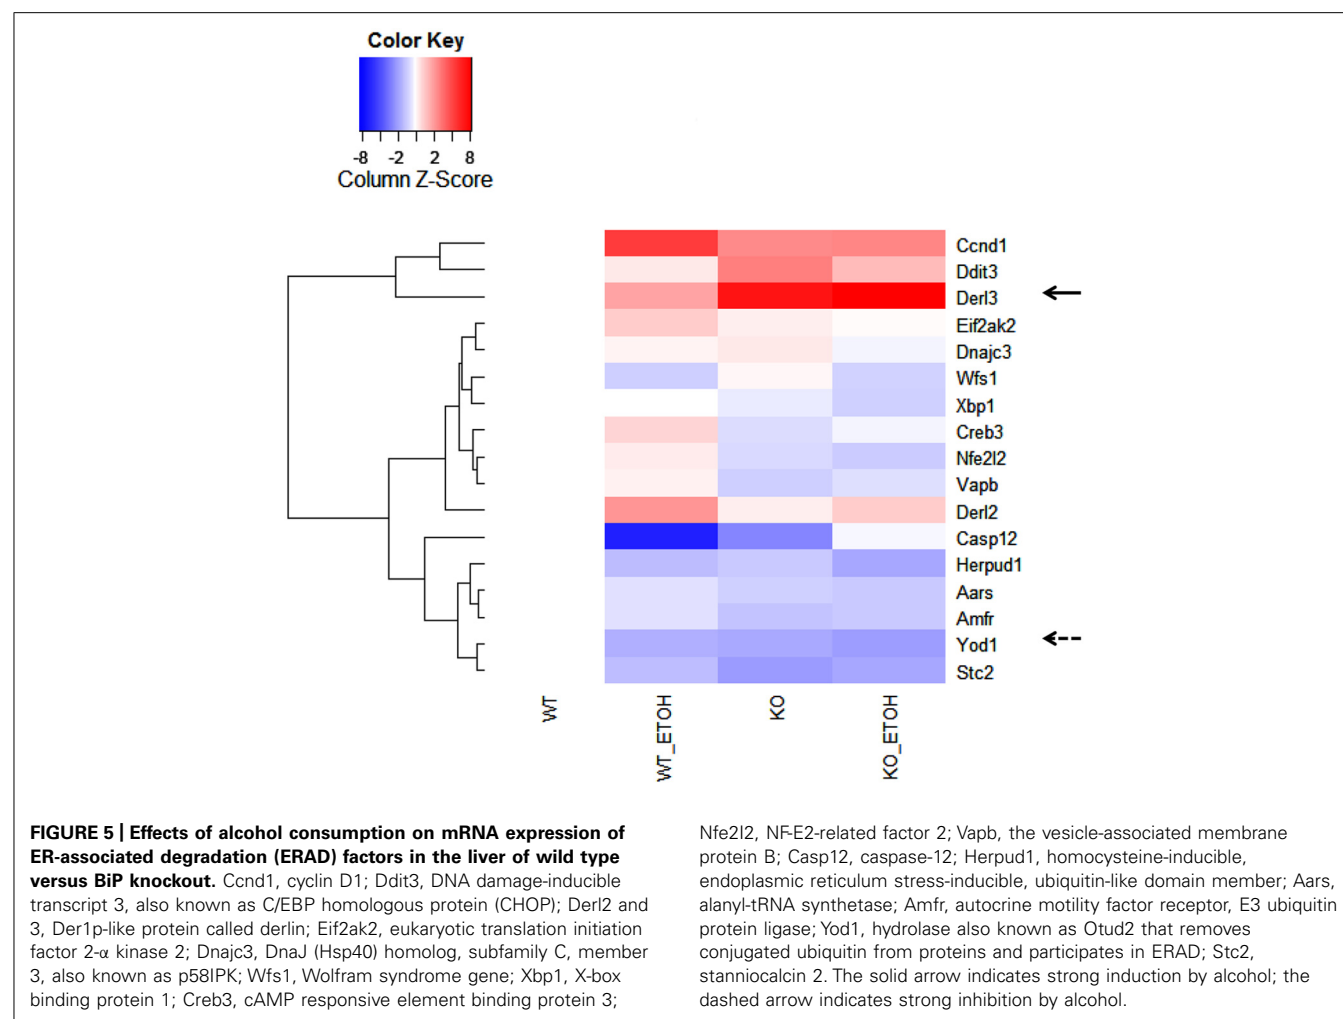 Color Key
-8 -2 2 8
Column Z-Score
Ccnd1
Ddit3
Derl3
Eif2ak2
Dnajc3
Wfs1
Xbp1
Creb3
Nfe2l2
Vapb
Derl2
Casp12
Herpud1
Aars
Amfr
Yod1
Stc2
WT
WT_ETOH
KO
KO_ETOH
FIGURE 5 | Effects of alcohol consumption on mRNA expression of
ER-associated degradation (ERAD) factors in the liver of wild type
versus BiP knockout. Ccnd1, cyclin D1; Ddit3, DNA damage-inducible
transcript 3, also known as C/EBP homologous protein (CHOP); Derl2 and
3, Der1p-like protein called derlin; Eif2ak2, eukaryotic translation initiation
factor 2-α kinase 2; Dnajc3, DnaJ (Hsp40) homolog, subfamily C, member
3, also known as p58IPK; Wfs1, Wolfram syndrome gene; Xbp1, X-box
binding protein 1; Creb3, cAMP responsive element binding protein 3;
Nfe2l2, NF-E2-related factor 2; Vapb, the vesicle-associated membrane
protein B; Casp12, caspase-12; Herpud1, homocysteine-inducible,
endoplasmic reticulum stress-inducible, ubiquitin-like domain member; Aars,
alanyl-tRNA synthetase; Amfr, autocrine motility factor receptor, E3 ubiquitin
protein ligase; Yod1, hydrolase also known as Otud2 that removes
conjugated ubiquitin from proteins and participates in ERAD; Stc2,
stanniocalcin 2. The solid arrow indicates strong induction by alcohol; the
dashed arrow indicates strong inhibition by alcohol.